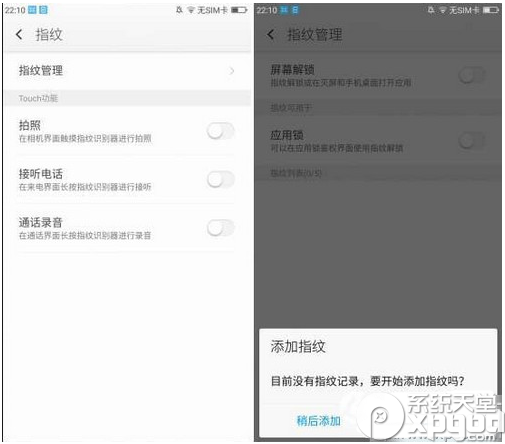 22:10
无SIM卡
指纹
指纹管理
Touch功能
拍照
在相机界面触摸指纹识别器进行拍照
接听电话
在来电界面长按指纹识别器进行接听
通话录音
在通话界面长按指纹识别器进行录音
22:10
无SIM卡
指纹管理
屏幕解锁
指纹解锁或在灭屏和手机桌面打开应用
指纹可用于
应用锁
可以在应用锁鉴权界面使用指纹解锁
指纹列表(0/5)
添加指纹
目前没有指纹记录，要开始添加指纹吗？
稍后添加
系统天堂